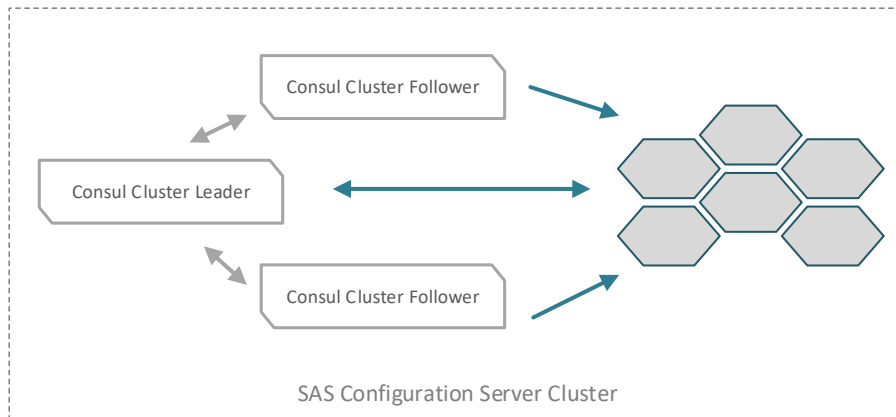 Consul Cluster Follower
Consul Cluster Leader
Consul Cluster Follower
SAS Configuration Server Cluster